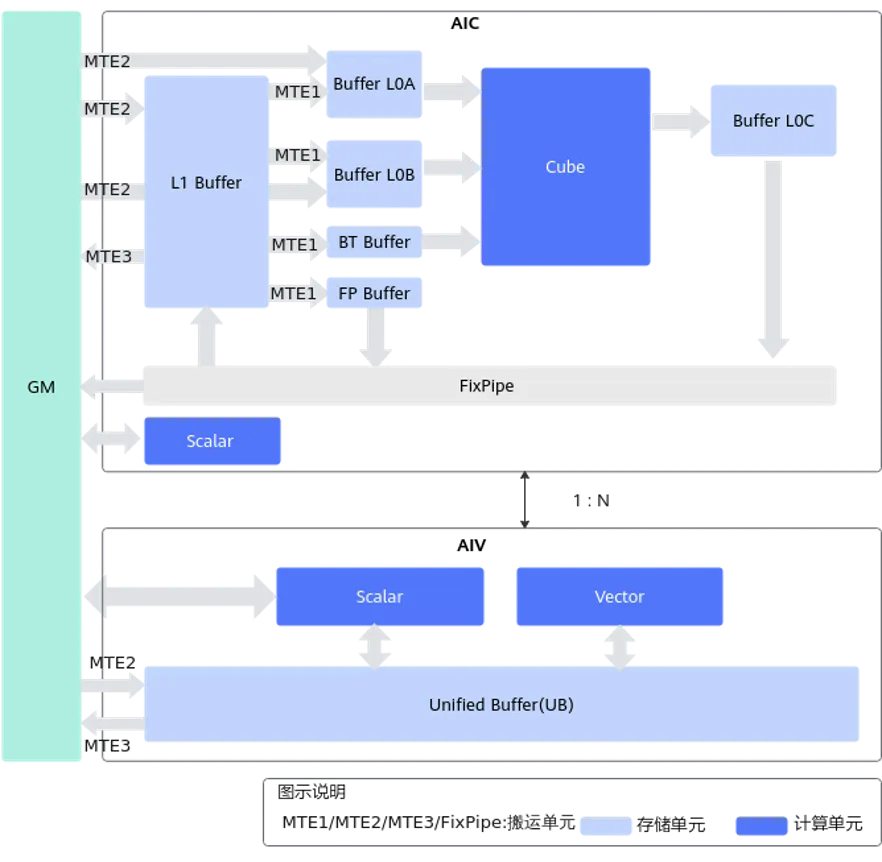 AIC
MTE2
Buffer L0A
MTE1
MTE2
Buffer L0C
L1 Buffer
Cube
MTE1
Buffer L0B
MTE2
MTE1
BT Buffer
MTE3
MTE1
FP Buffer
GM
FixPipe
Scalar
1 : N
AIV
Scalar
Vector
MTE2
Unified Buffer(UB)
MTE3
图示说明
MTE1/MTE2/MTE3/FixPipe:搬运单元 存储单元 计算单元